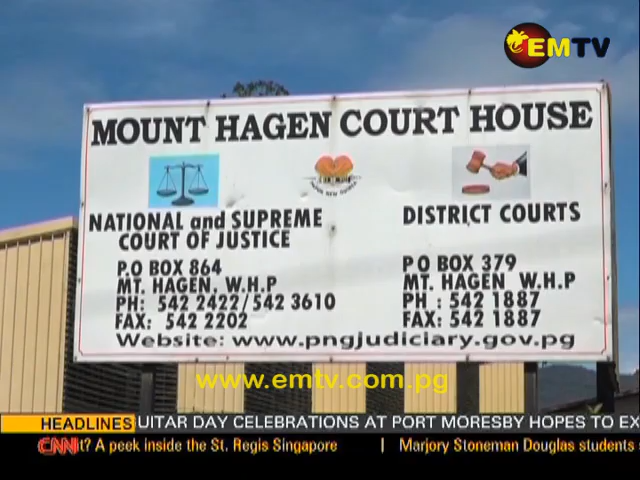 EMTV
MOUNT HAGEN COURT HOUSE
PAPUA NEW GUINEA
NATIONAL and SUPREME
COURT OF JUSTICE
P.O BOX 864
MT. HAGEN, W.H.P
PH: 542 2422/542 3610
FAX: 542 2202
DISTRICT COURTS
P O BOX 379
MT. HAGEN W.H.P
PH : 542 1887
FAX: 542 1887
Website: www.pngjudiciary.gov.pg
www.emtv.com.pg
HEADLINES UITAR DAY CELEBRATIONS AT PORT MORESBY HOPES TO EX
CNN t? A peek inside the St. Regis Singapore | Marjory Stoneman Douglas students